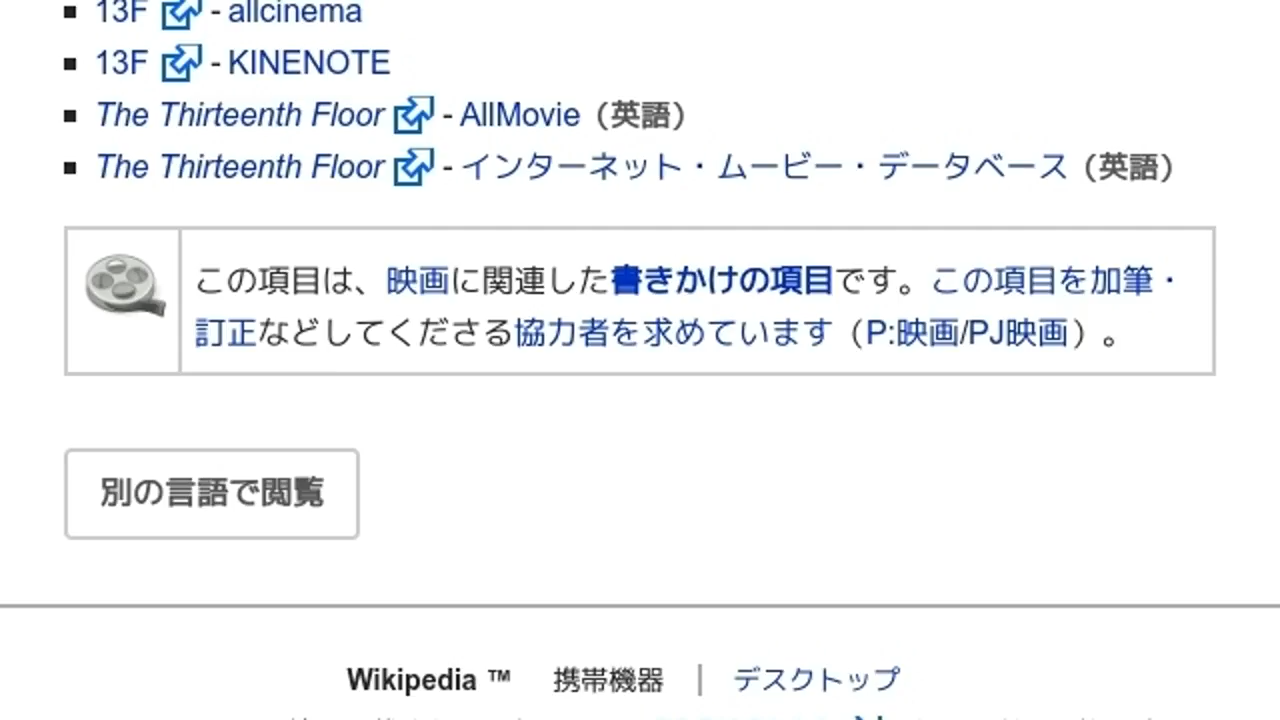 13F - allcinema
13F - KINENOTE
The Thirteenth Floor - AllMovie（英語）
The Thirteenth Floor - インターネット・ムービー・データベース（英語）
この項目は、映画に関連した書きかけの項目です。この項目を加筆・
訂正などしてくださる協力者を求めています（P:映画/PJ映画）。
別の言語で閲覧
Wikipedia ™ 携帯機器 | デスクトップ